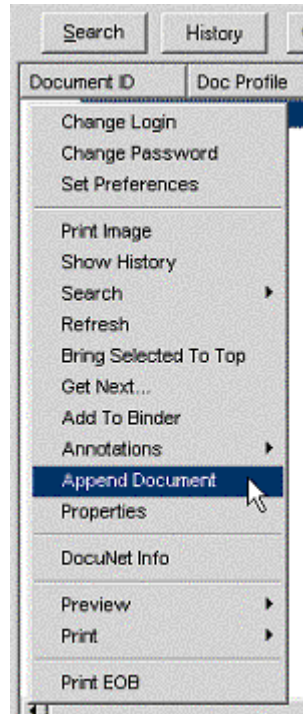 Search History
Document ID Doc Profile
Change Login
Change Password
Set Preferences
Print Image
Show History
Search
Refresh
Bring Selected To Top
Get Next...
Add To Binder
Annotations
Append Document
Properties
DocuNet Info
Preview
Print
Print EOB